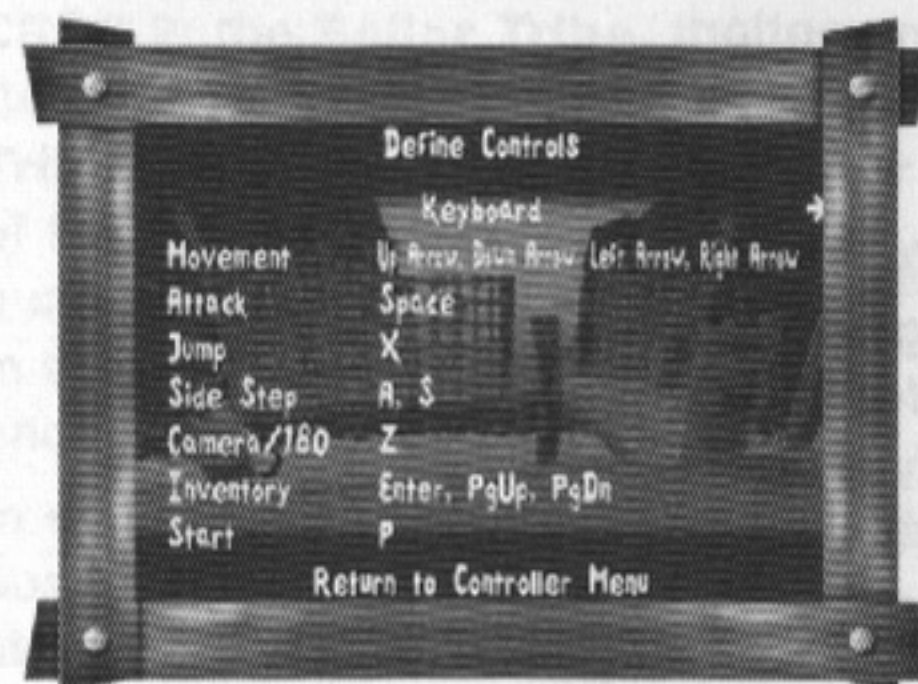 Define Controls
Keyboard
Movement Up Arrow, Down Arrow, Left Arrow, Right Arrow
Attack Space
Jump X
Side Step A, S
Camera/180 Z
Inventory Enter, PgUp, PgDn
Start P
Return to Controller Menu